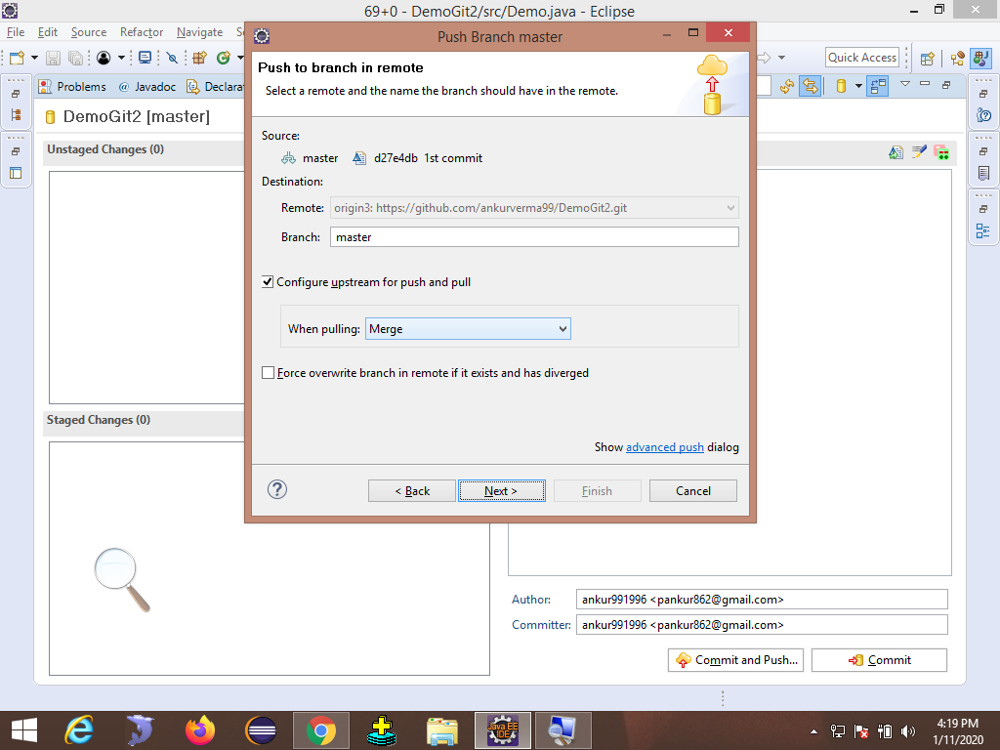 69+0 - DemoGit2/src/Demo.java - Eclipse
File Edit Source Refactor Navigate
Quick Access
Problems @ Javadoc
DemoGit2 [master]
Unstaged Changes (0)
Staged Changes (0)
Push Branch master
Push to branch in remote
Select a remote and the name the branch should have in the remote.
Source:
master d27e4db 1st commit
Destination:
Remote: origin3: https://github.com/ankurverma99/DemoGit2.git
Branch: master
Configure upstream for push and pull
When pulling: Merge
Force overwrite branch in remote if it exists and has diverged
Show advanced push dialog
< Back Next > Finish Cancel
Author: ankur991996 <pankur862@gmail.com>
Committer: ankur991996 <pankur862@gmail.com>
Commit and Push... Commit
Java EE
IDE
4:19 PM
1/11/2020